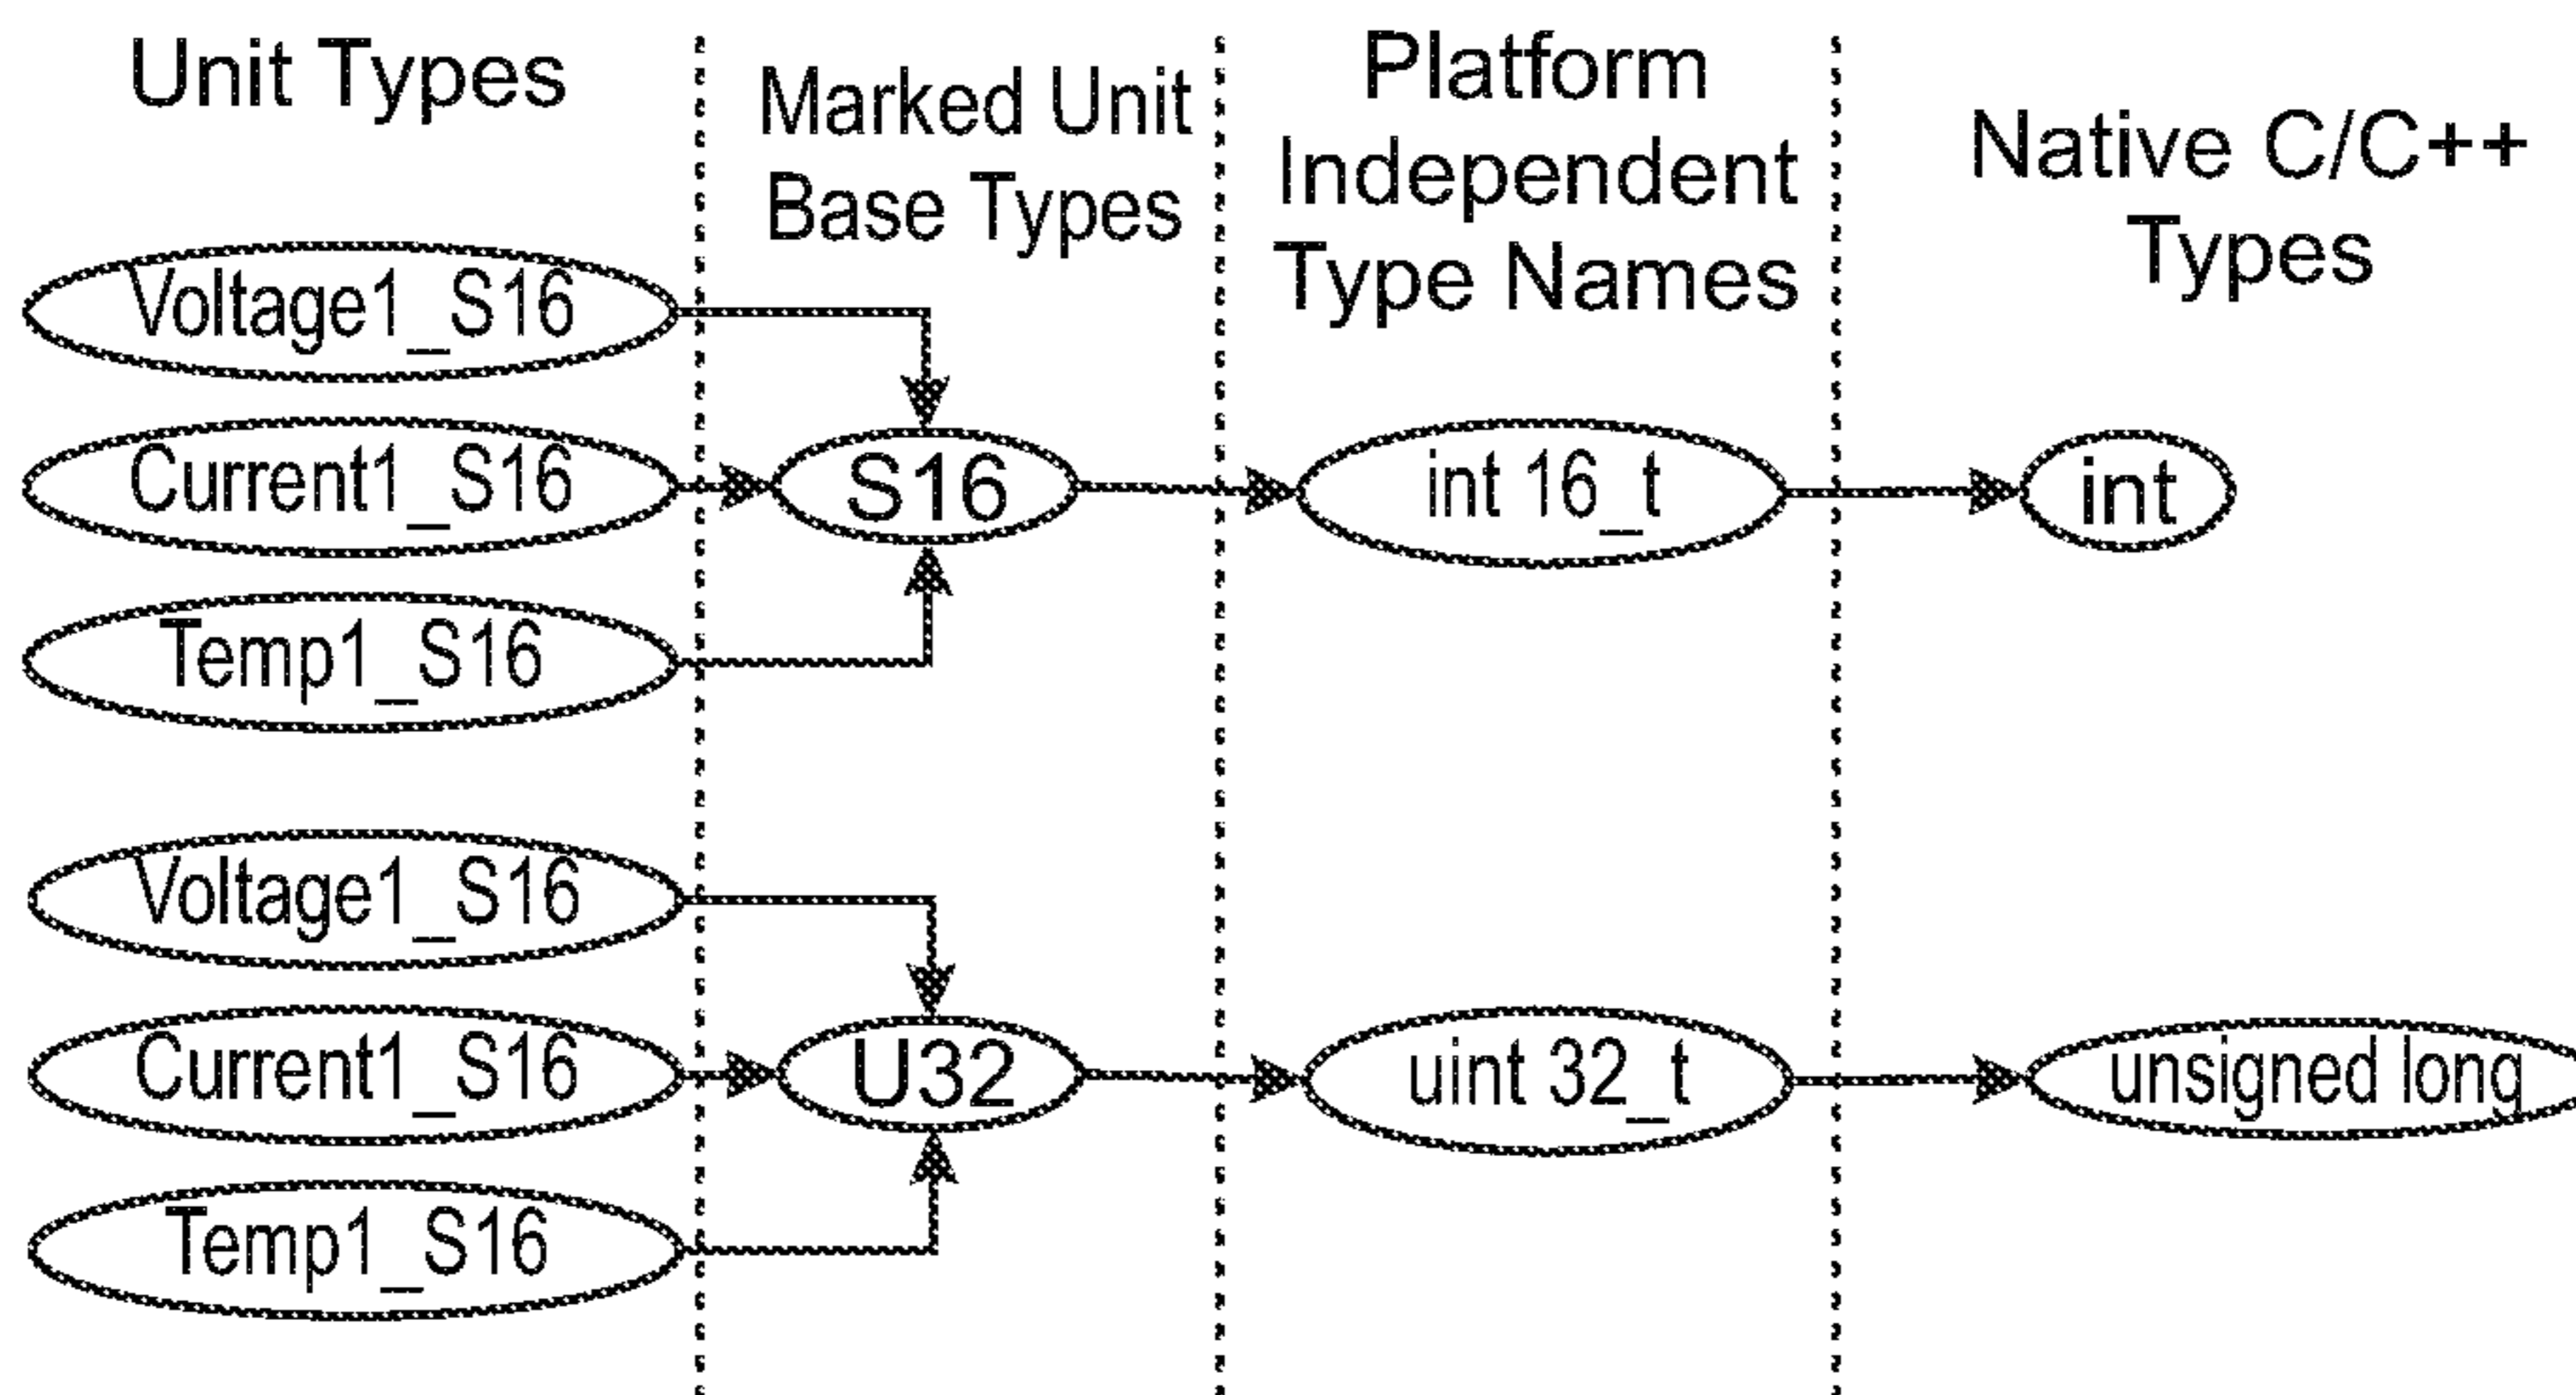 Unit Types
Marked Unit
Base Types
Platform
Independent
Type Names
Native C/C++
Types
Voltage1_S16
Current1_S16
Temp1_S16
S16
int 16_t
int
Voltage1_S16
Current1_S16
Temp1_S16
U32
uint 32_t
unsigned long